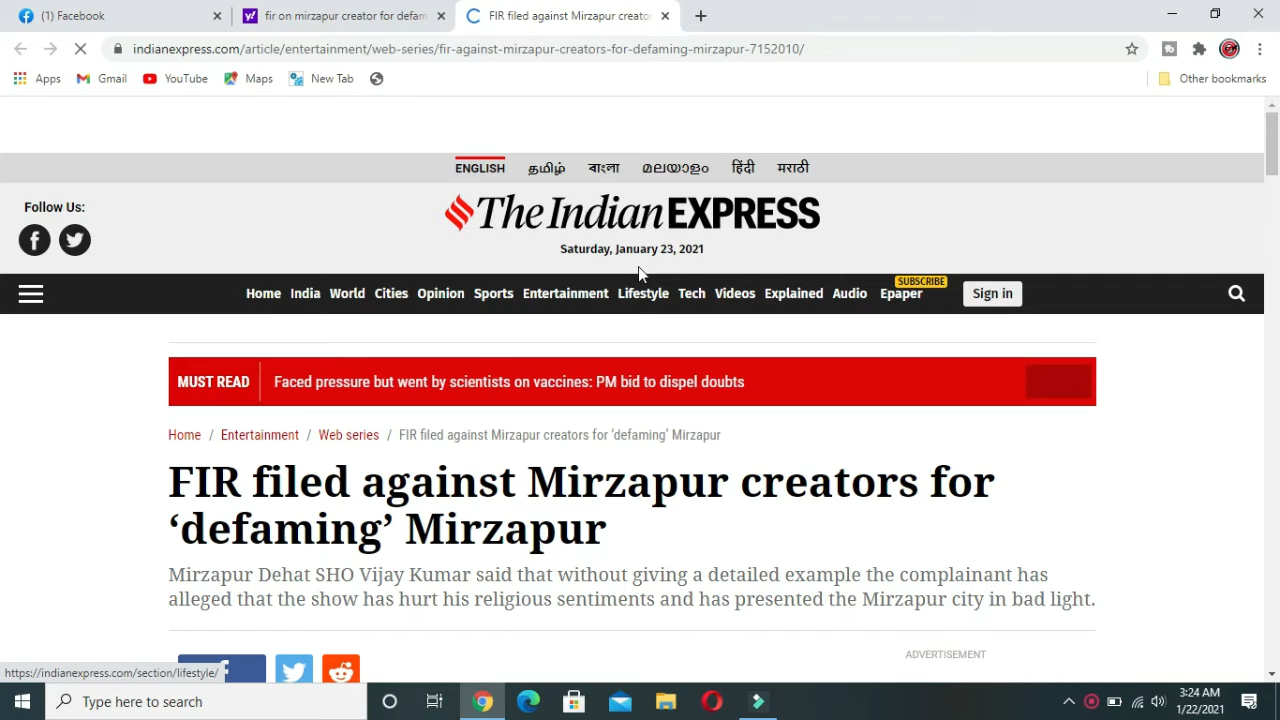 (1) Facebook
fir on mirzapur creator for defam
FIR filed against Mirzapur creator
indianexpress.com/article/entertainment/web-series/fir-against-mirzapur-creators-for-defaming-mirzapur-7152010/
Apps Gmail YouTube Maps New Tab Other bookmarks
ENGLISH தமிழ் বাংলা മലയാളം हिंदी मराठी
Follow Us:
The Indian EXPRESS
Saturday, January 23, 2021
SUBSCRIBE
Home India World Cities Opinion Sports Entertainment Lifestyle Tech Videos Explained Audio Epaper Sign in
MUST READ Faced pressure but went by scientists on vaccines: PM bid to dispel doubts
Home / Entertainment / Web series / FIR filed against Mirzapur creators for ‘defaming’ Mirzapur
FIR filed against Mirzapur creators for
‘defaming’ Mirzapur
Mirzapur Dehat SHO Vijay Kumar said that without giving a detailed example the complainant has
alleged that the show has hurt his religious sentiments and has presented the Mirzapur city in bad light.
ADVERTISEMENT
https://indianexpress.com/section/lifestyle/
Type here to search
3:24 AM
1/22/2021